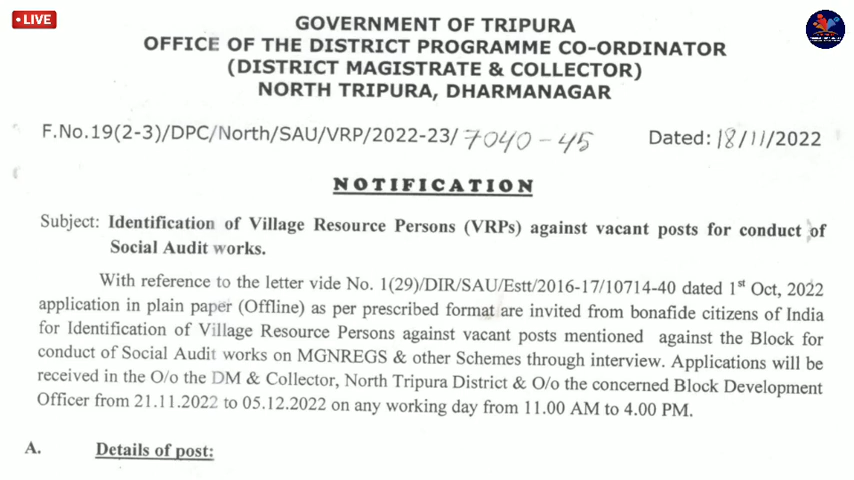 LIVE
GOVERNMENT OF TRIPURA
OFFICE OF THE DISTRICT PROGRAMME CO-ORDINATOR
(DISTRICT MAGISTRATE & COLLECTOR)
NORTH TRIPURA, DHARMANAGAR
F.No.19(2-3)/DPC/North/SAU/VRP/2022-23/7040-45 Dated:18/11/2022
NOTIFICATION
Subject: Identification of Village Resource Persons (VRPs) against vacant posts for conduct of
Social Audit works.
With reference to the letter vide No. 1(29)/DIR/SAU/Estt/2016-17/10714-40 dated 1st Oct, 2022
application in plain paper (Offline) as per prescribed format are invited from bonafide citizens of India
for Identification of Village Resource Persons against vacant posts mentioned against the Block for
conduct of Social Audit works on MGNREGS & other Schemes through interview. Applications will be
received in the O/o the DM & Collector, North Tripura District & O/o the concerned Block Development
Officer from 21.11.2022 to 05.12.2022 on any working day from 11.00 AM to 4.00 PM.
A. Details of post: